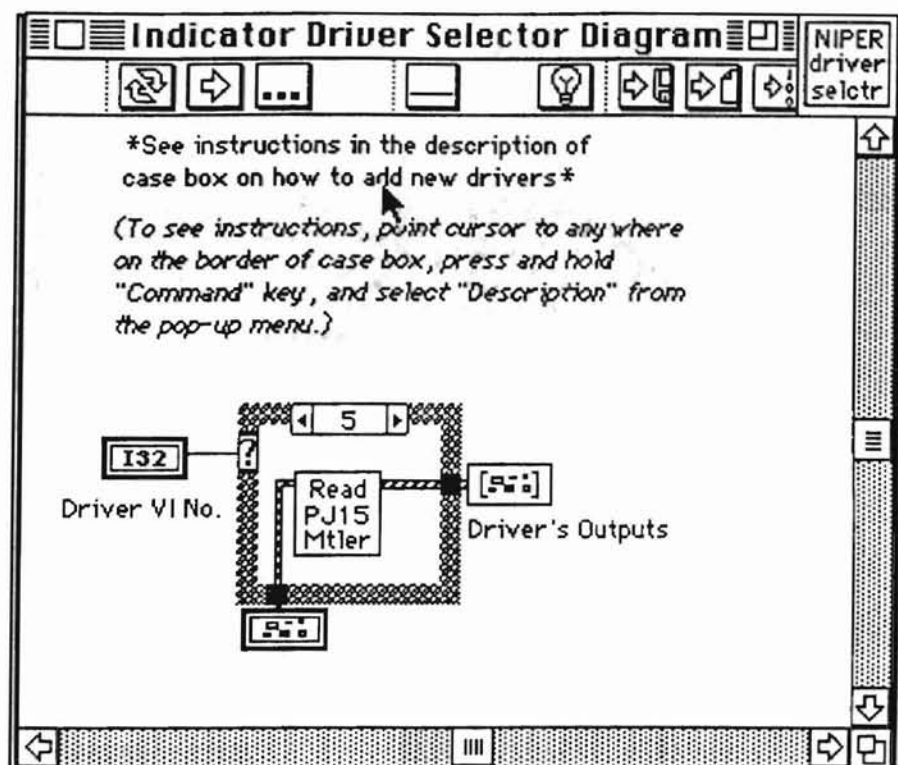 Indicator Driver Selector Diagram
NIPER
driver
selctr
*See instructions in the description of
case box on how to add new drivers*
(To see instructions, point cursor to any where
on the border of case box, press and hold
"Command" key, and select "Description" from
the pop-up menu.)
5
I32
?
Read
PJ15
Mtler
Driver VI No.
Driver's Outputs